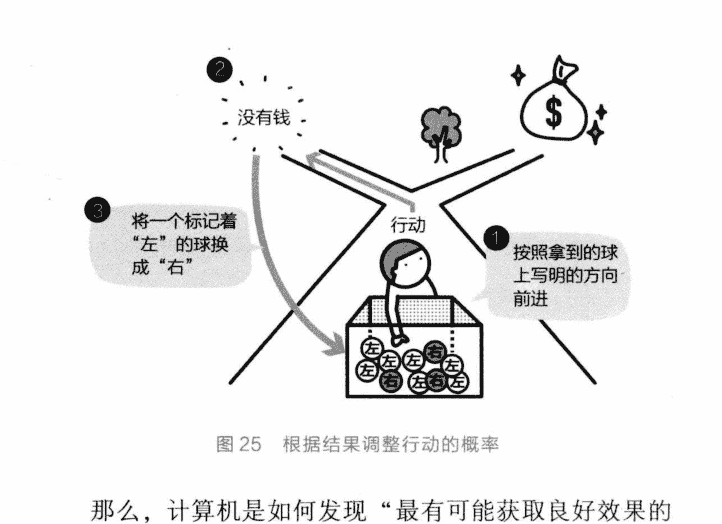 2
没有钱
3
将一个标记着
“左”的球换
成“右”
行动
1
按照拿到的球
上写明的方向
前进
$
左 左 左 右 左
左 右 左 右 左
图 25 根据结果调整行动的概率
那么，计算机是如何发现“最有可能获取良好效果的